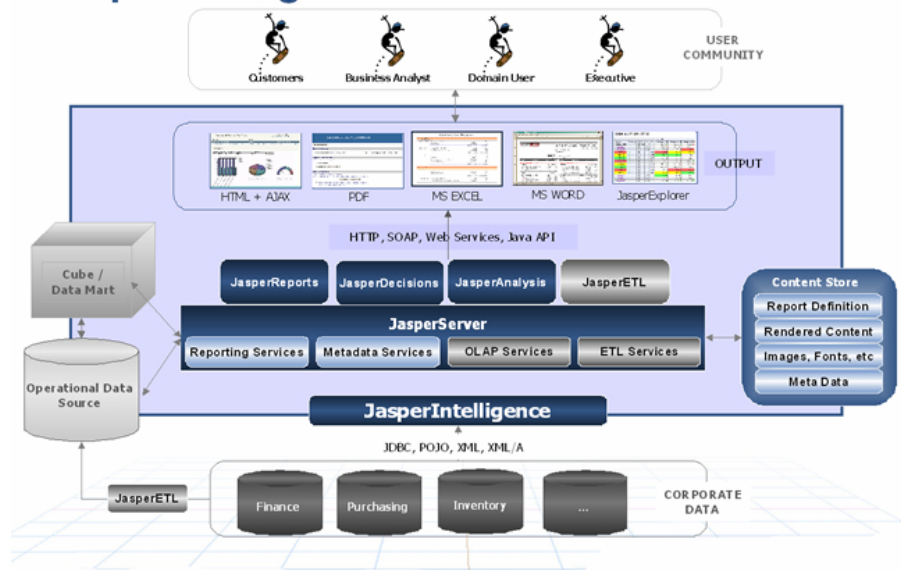 USER
COMMUNITY
Customers
Business Analyst
Domain User
Executive
OUTPUT
HTML + AJAX
PDF
MS EXCEL
MS WORD
JasperExplorer
HTTP, SOAP, Web Services, Java API
Cube /
Data Mart
JasperReports
JasperDecisions
JasperAnalysis
JasperETL
JasperServer
Reporting Services
Metadata Services
OLAP Services
ETL Services
Content Store
Report Definition
Rendered Content
Images, Fonts, etc
Meta Data
Operational Data
Source
JasperIntelligence
JDBC, POJO, XML, XML/A
JasperETL
Finance
Purchasing
Inventory
...
CORPORATE
DATA